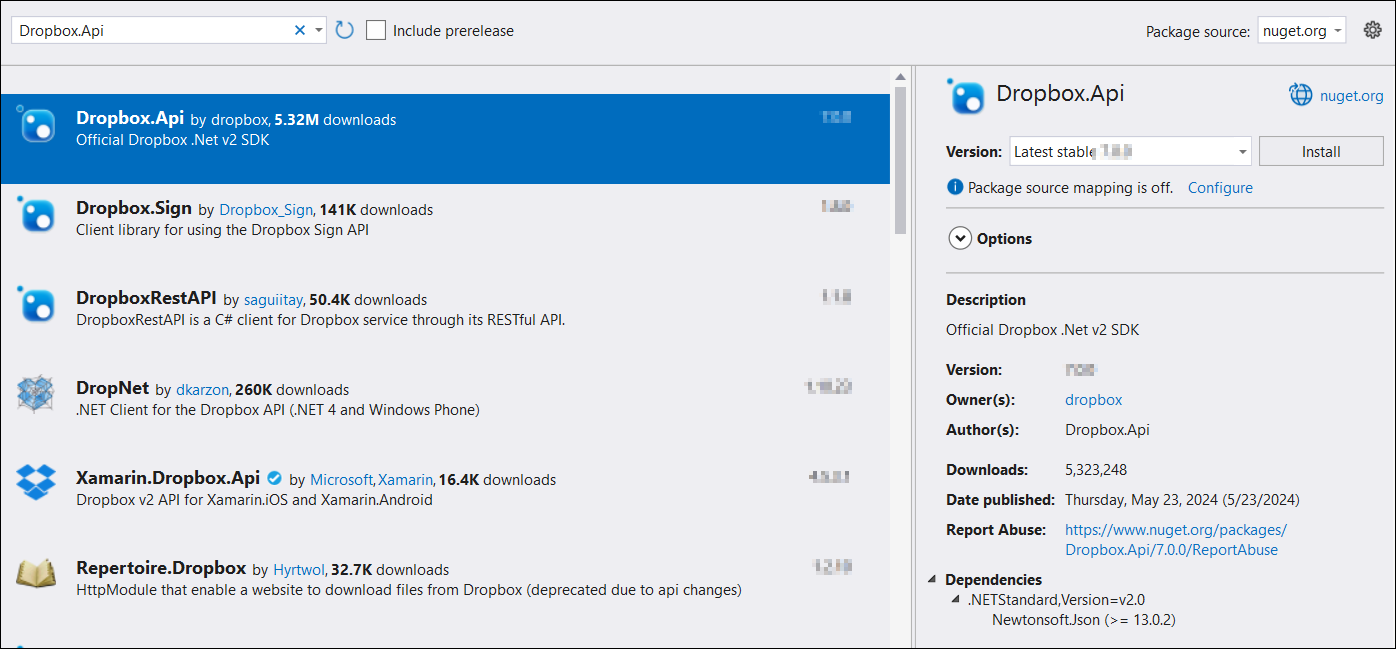 Dropbox.Api
Include prerelease
Package source: nuget.org
Dropbox.Api by dropbox, 5.32M downloads
Official Dropbox .Net v2 SDK
Dropbox.Sign by Dropbox_Sign, 141K downloads
Client library for using the Dropbox Sign API
DropboxRestAPI by saguiitay, 50.4K downloads
DropboxRestAPI is a C# client for Dropbox service through its RESTful API.
DropNet by dkarzon, 260K downloads
.NET Client for the Dropbox API (.NET 4 and Windows Phone)
Xamarin.Dropbox.Api by Microsoft, Xamarin, 16.4K downloads
Dropbox v2 API for Xamarin.iOS and Xamarin.Android
Repertoire.Dropbox by Hyrtwol, 32.7K downloads
HttpModule that enable a website to download files from Dropbox (deprecated due to api changes)
Dropbox.Api
nuget.org
Version: Latest stable
Install
Package source mapping is off. Configure
Options
Description
Official Dropbox .Net v2 SDK
Version:
Owner(s): dropbox
Author(s): Dropbox.Api
Downloads: 5,323,248
Date published: Thursday, May 23, 2024 (5/23/2024)
Report Abuse: https://www.nuget.org/packages/
Dropbox.Api/7.0.0/ReportAbuse
Dependencies
.NETStandard,Version=v2.0
Newtonsoft.Json (>= 13.0.2)